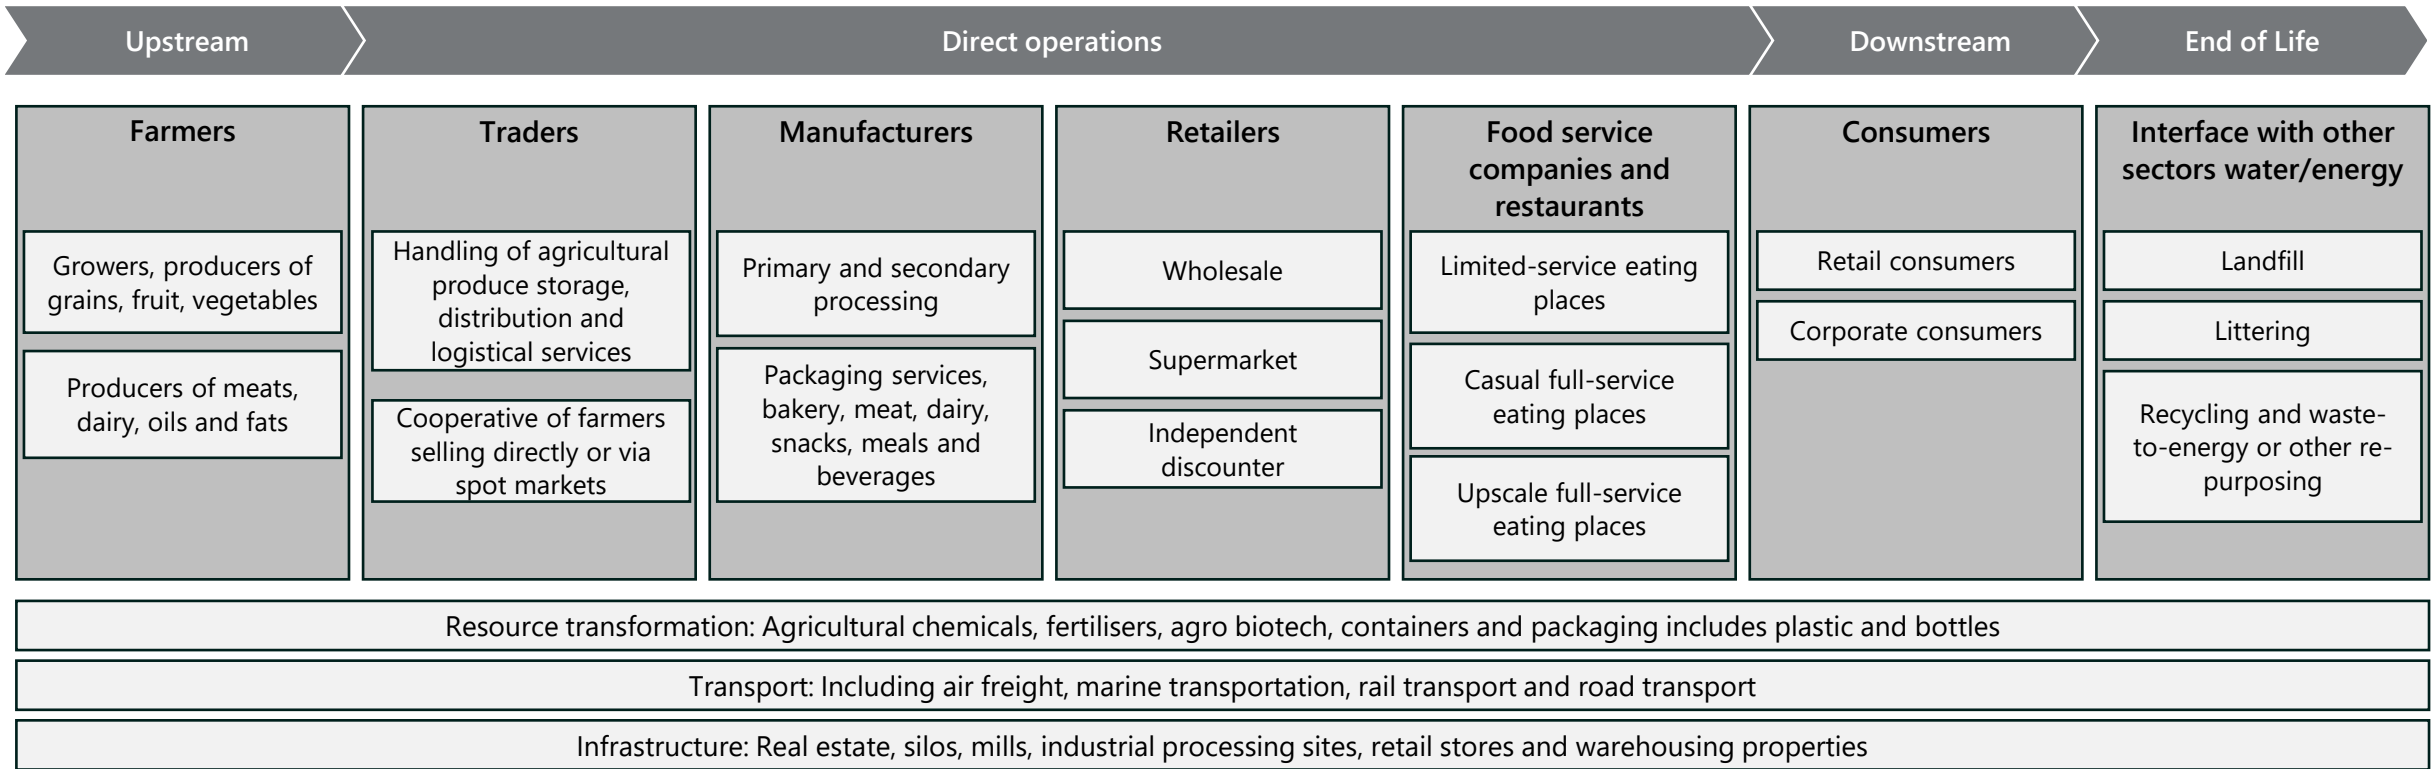 Upstream
Direct operations
Downstream
End of Life
Farmers
Growers, producers of
grains, fruit, vegetables
Producers of meats,
dairy, oils and fats
Traders
Handling of agricultural
produce storage,
distribution and
logistical services
Cooperative of farmers
selling directly or via
spot markets
Manufacturers
Primary and secondary
processing
Packaging services,
bakery, meat, dairy,
snacks, meals and
beverages
Retailers
Wholesale
Supermarket
Independent
discounter
Food service
companies and
restaurants
Limited-service eating
places
Casual full-service
eating places
Upscale full-service
eating places
Consumers
Retail consumers
Corporate consumers
Interface with other
sectors water/energy
Landfill
Littering
Recycling and waste-
to-energy or other re-
purposing
Resource transformation: Agricultural chemicals, fertilisers, agro biotech, containers and packaging includes plastic and bottles
Transport: Including air freight, marine transportation, rail transport and road transport
Infrastructure: Real estate, silos, mills, industrial processing sites, retail stores and warehousing properties